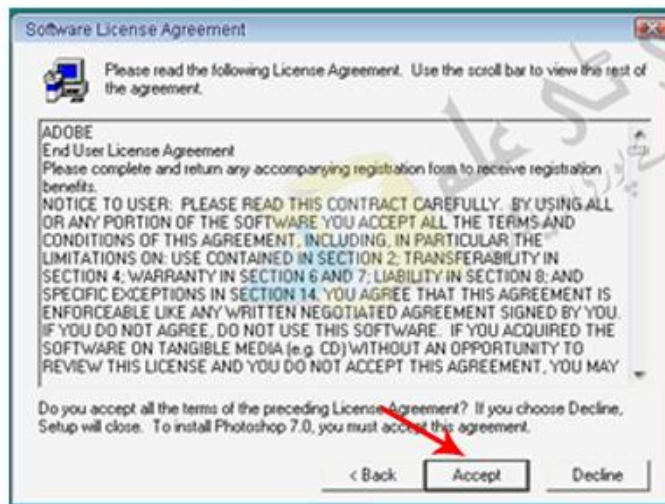 Software License Agreement
Please read the following License Agreement. Use the scroll bar to view the rest of
the agreement.
ADOBE
End User License Agreement
Please complete and return any accompanying registration form to receive registration
benefits.
NOTICE TO USER: PLEASE READ THIS CONTRACT CAREFULLY. BY USING ALL
OR ANY PORTION OF THE SOFTWARE YOU ACCEPT ALL THE TERMS AND
CONDITIONS OF THIS AGREEMENT, INCLUDING, IN PARTICULAR THE
LIMITATIONS ON: USE CONTAINED IN SECTION 2; TRANSFERABILITY IN
SECTION 4; WARRANTY IN SECTION 6 AND 7; LIABILITY IN SECTION 8; AND
SPECIFIC EXCEPTIONS IN SECTION 14. YOU AGREE THAT THIS AGREEMENT IS
ENFORCEABLE LIKE ANY WRITTEN NEGOTIATED AGREEMENT SIGNED BY YOU.
IF YOU DO NOT AGREE, DO NOT USE THIS SOFTWARE. IF YOU ACQUIRED THE
SOFTWARE ON TANGIBLE MEDIA (e.g. CD) WITHOUT AN OPPORTUNITY TO
REVIEW THIS LICENSE AND YOU DO NOT ACCEPT THIS AGREEMENT, YOU MAY
Do you accept all the terms of the preceding License Agreement? If you choose Decline,
Setup will close. To install Photoshop 7.0, you must accept this agreement.
< Back Accept Decline